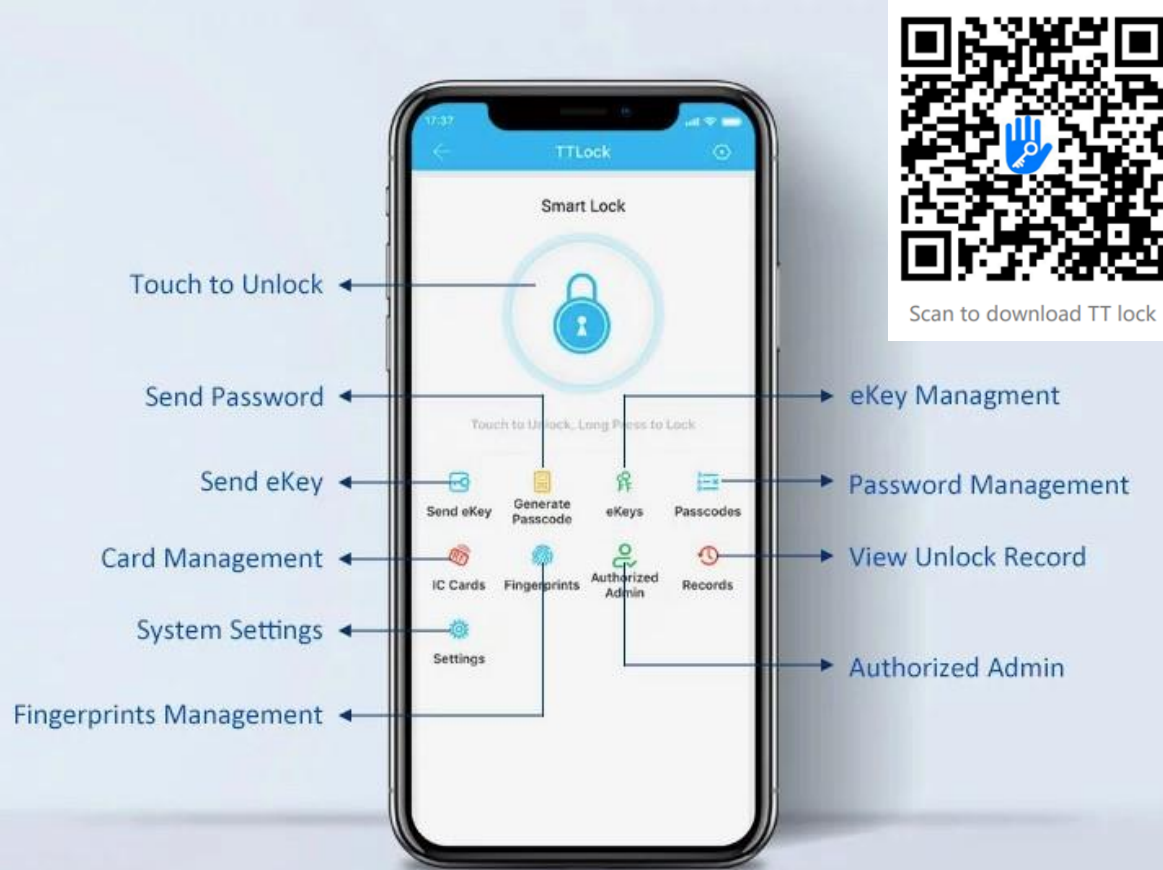 17:37
TTLock
Smart Lock
Touch to Unlock
Send Password
eKey Managment
Touch to Unlock, Long Press to Lock
Send eKey
Password Management
Send eKey
Generate
Passcode
eKeys
Passcodes
Card Management
View Unlock Record
IC Cards
Fingerprints
Authorized
Admin
Records
System Settings
Settings
Authorized Admin
Fingerprints Management
Scan to download TT lock